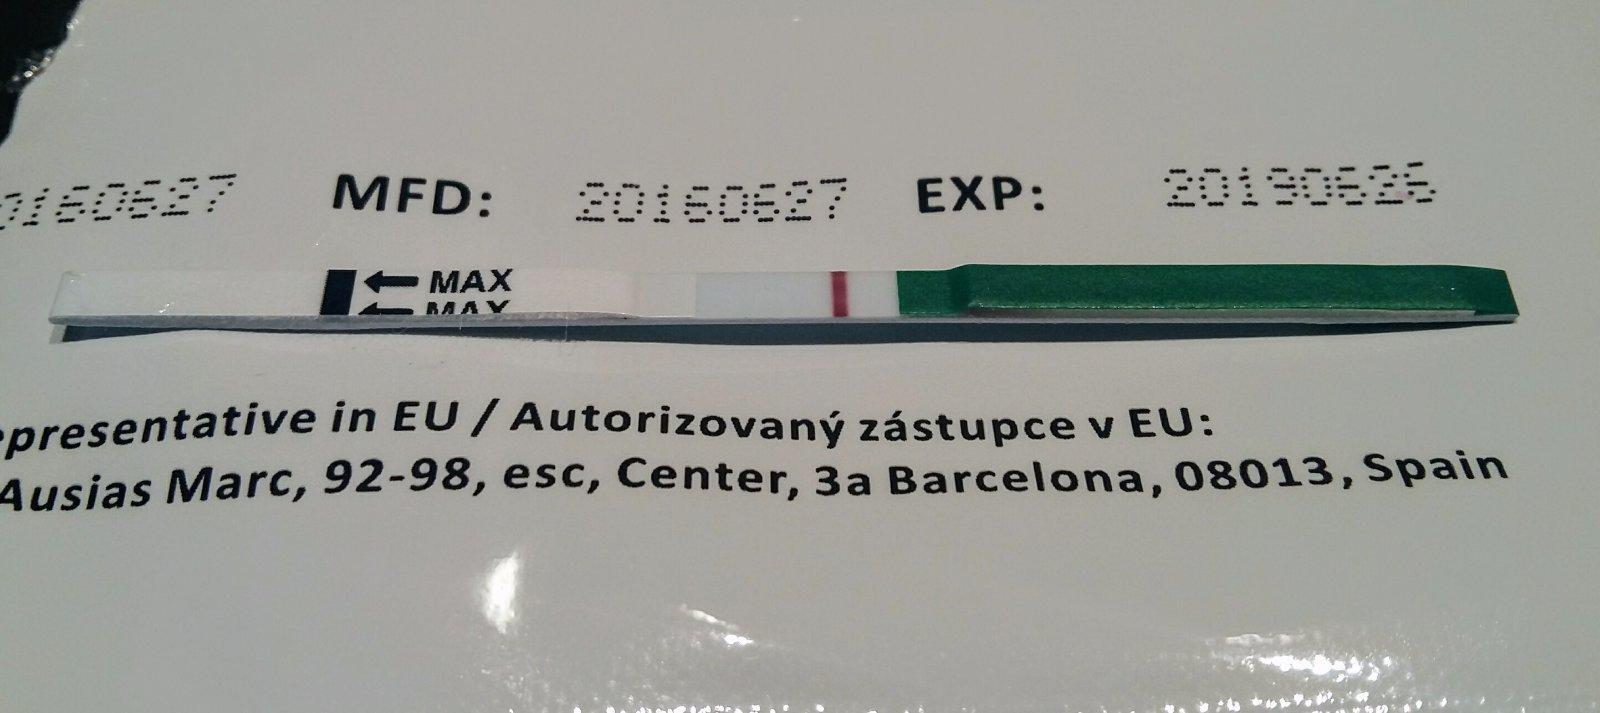 0160627 MFD: 20160627 EXP: 20190626
MAX
MAX
presentative in EU / Autorizovaný zástupce v EU:
Ausias Marc, 92-98, esc, Center, 3a Barcelona, 08013, Spain